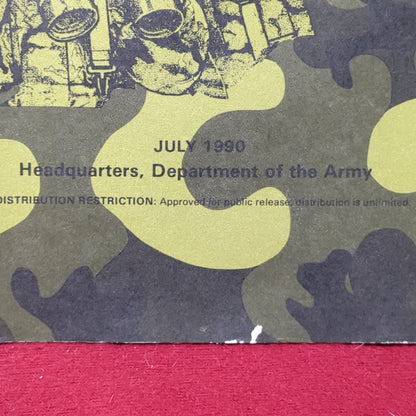 JULY 1990
Headquarters, Department of the Army
DISTRIBUTION RESTRICTION: Approved for public release; distribution is unlimited.